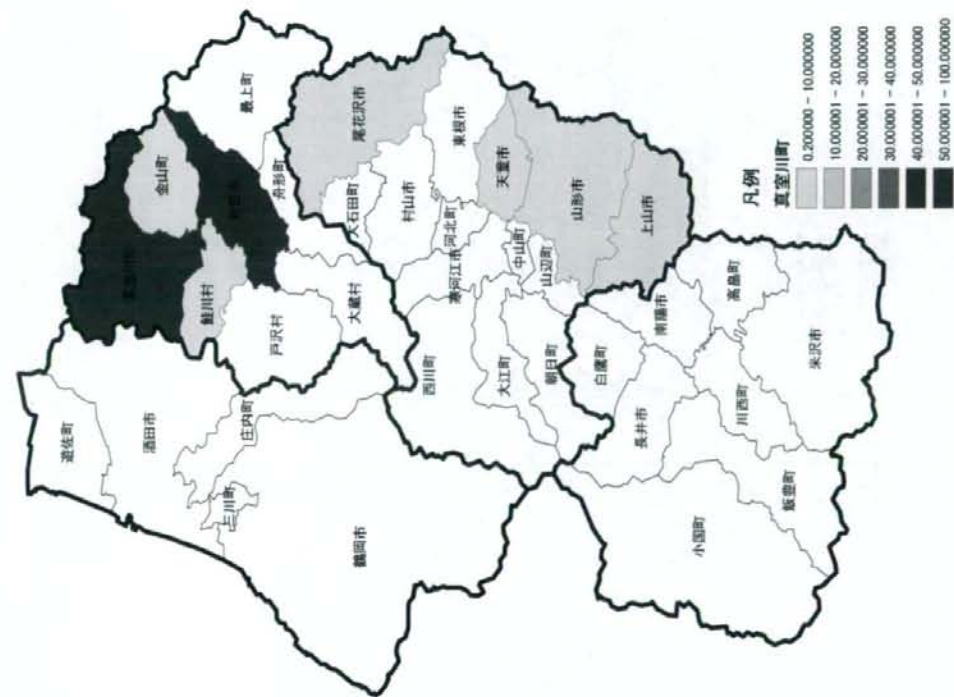 遊佐町
酒田市
庄内町
三川町
鶴岡市
金山町
鮭川村
戸沢村
最上町
舟形町
大蔵村
尾花沢市
大石田町
村山市
東根市
河北町
寒河江市
西川町
天童市
中山町
山辺町
大江町
朝日町
山形市
上山市
白鷹町
南陽市
高畠町
長井市
川西町
米沢市
飯豊町
小国町
凡例
真室川町
0.200000 - 10.000000
10.000001 - 20.000000
20.000001 - 30.000000
30.000001 - 40.000000
40.000001 - 50.000000
50.000001 - 100.000000